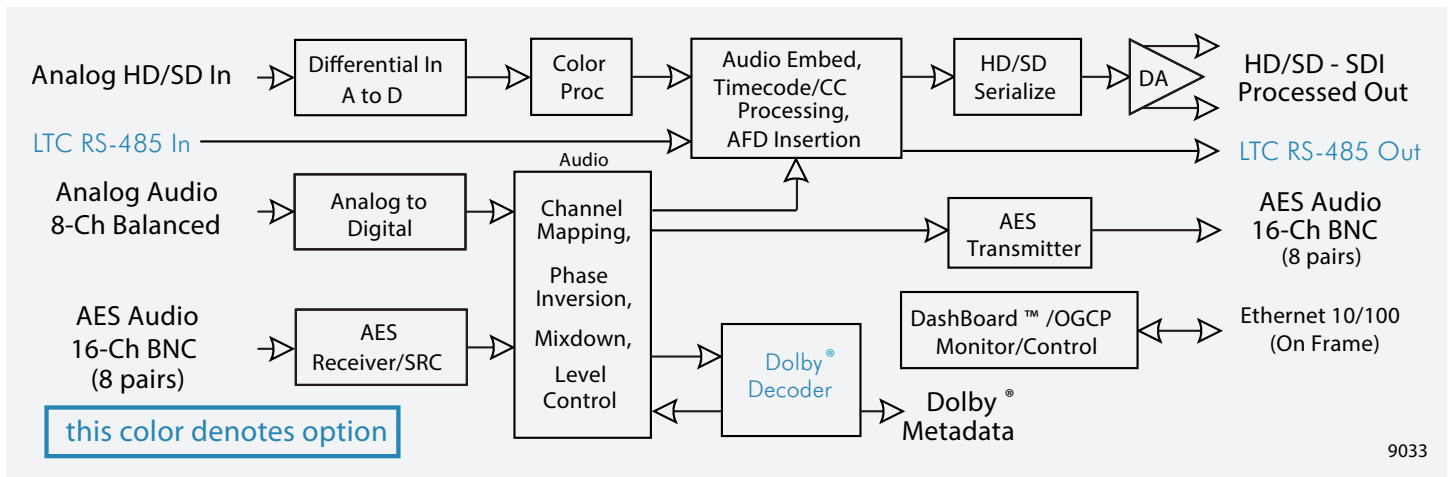 Analog HD/SD In
Differential In
A to D
Color
Proc
Audio Embed,
Timecode/CC
Processing,
AFD Insertion
HD/SD
Serialize
DA
HD/SD - SDI
Processed Out
LTC RS-485 In
LTC RS-485 Out
Audio
Analog Audio
8-Ch Balanced
Analog to
Digital
Channel
Mapping,
Phase
Inversion,
Mixdown,
Level
Control
AES
Transmitter
AES Audio
16-Ch BNC
(8 pairs)
AES Audio
16-Ch BNC
(8 pairs)
AES
Receiver/SRC
Dolby ®
Decoder
DashBoard ™ /OGCP
Monitor/Control
Ethernet 10/100
(On Frame)
Dolby ®
Metadata
this color denotes option
9033